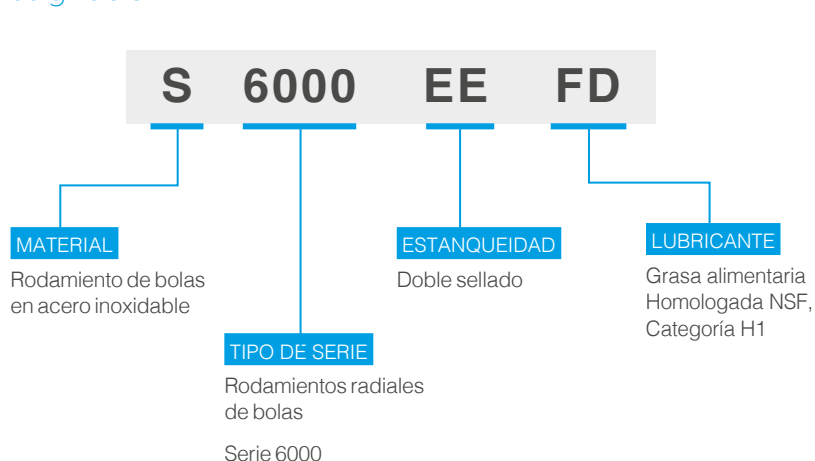 S 6000 EE FD
MATERIAL
Rodamiento de bolas
en acero inoxidable
TIPO DE SERIE
Rodamientos radiales
de bolas
Serie 6000
ESTANQUEIDAD
Doble sellado
LUBRICANTE
Grasa alimentaria
Homologada NSF,
Categoría H1